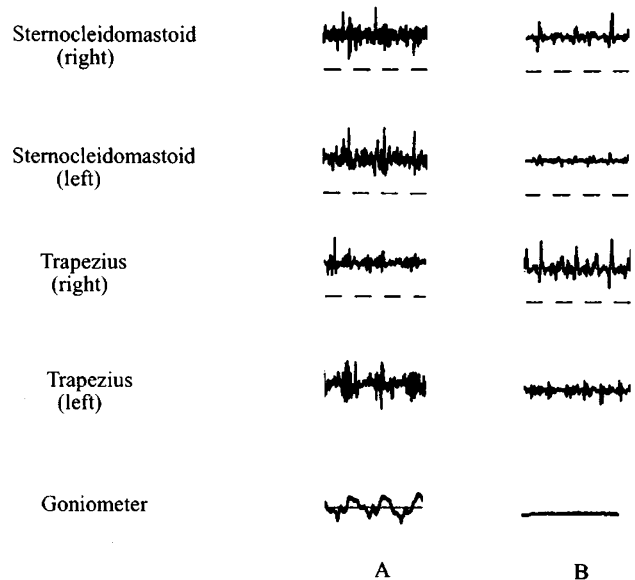 Sternocleidomastoid
(right)
Sternocleidomastoid
(left)
Trapezius
(right)
Trapezius
(left)
Goniometer
A
B